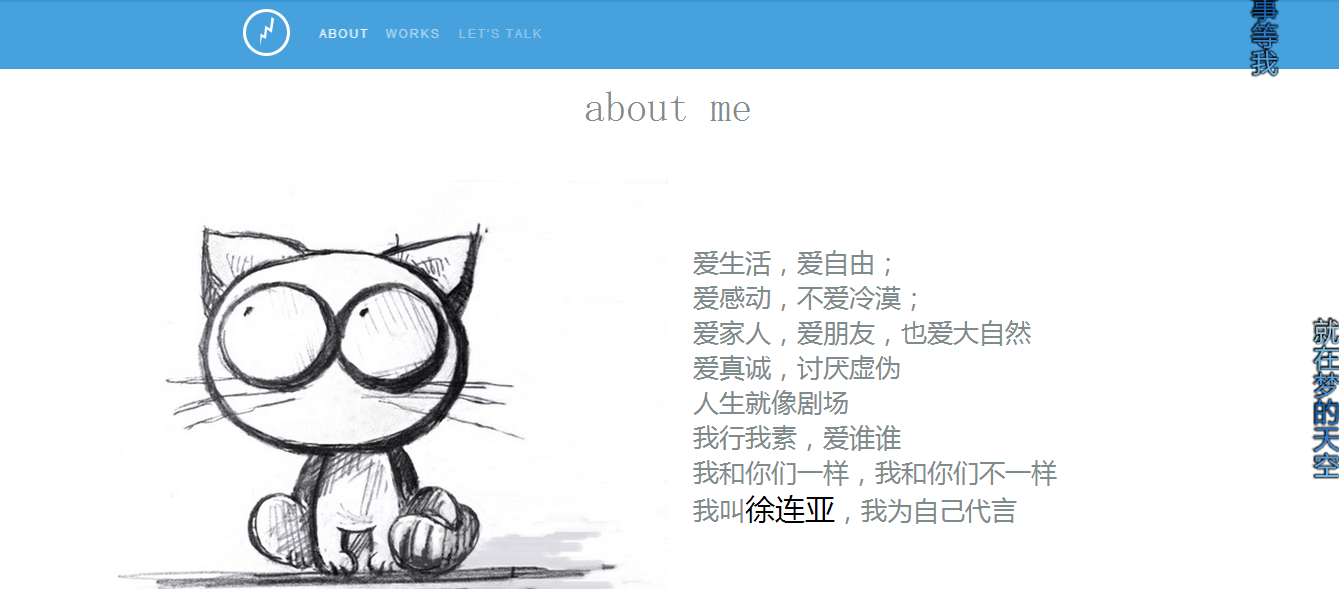 ABOUT WORKS LET'S TALK
事等我
about me
爱生活，爱自由；
爱感动，不爱冷漠；
爱家人，爱朋友，也爱大自然
爱真诚，讨厌虚伪
人生就像剧场
我行我素，爱谁谁
我和你们一样，我和你们不一样
我叫徐连亚，我为自己代言
就在梦的天空